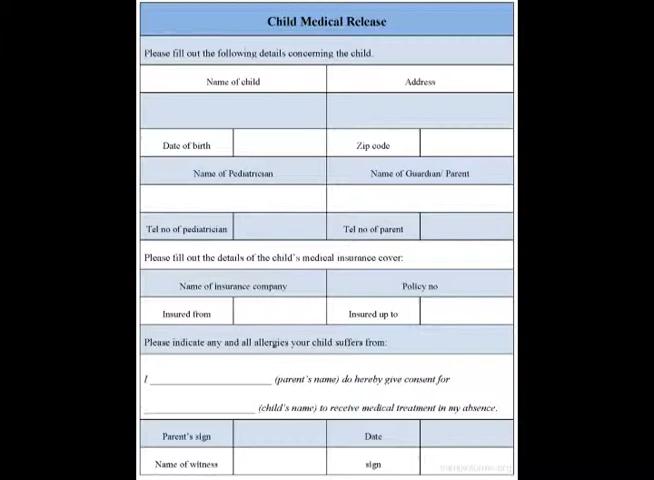 Child Medical Release
Please fill out the following details concerning the child.
Name of child Address
Date of birth Zip code
Name of Pediatrician Name of Guardian/ Parent
Tel no of pediatrician Tel no of parent
Please fill out the details of the child's medical insurance cover:
Name of insurance company Policy no
Insured from Insured up to
Please indicate any and all allergies your child suffers from:
I ____________________ (parent's name) do hereby give consent for
____________________ (child's name) to receive medical treatment in my absence.
Parent's sign Date
Name of witness sign